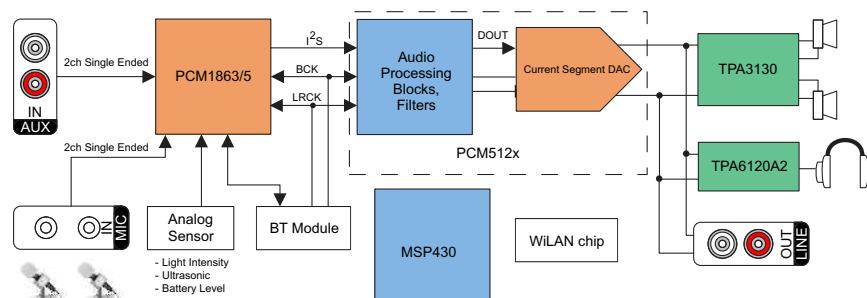 2ch Single Ended
IN
AUX
2ch Single Ended
IN
MIC
PCM1863/5
I²S
BCK
LRCK
Analog
Sensor
- Light Intensity
- Ultrasonic
- Battery Level
BT Module
Audio
Processing
Blocks,
Filters
DOUT
Current Segment DAC
PCM512x
MSP430
WiLAN chip
TPA3130
TPA6120A2
OUT
LINE